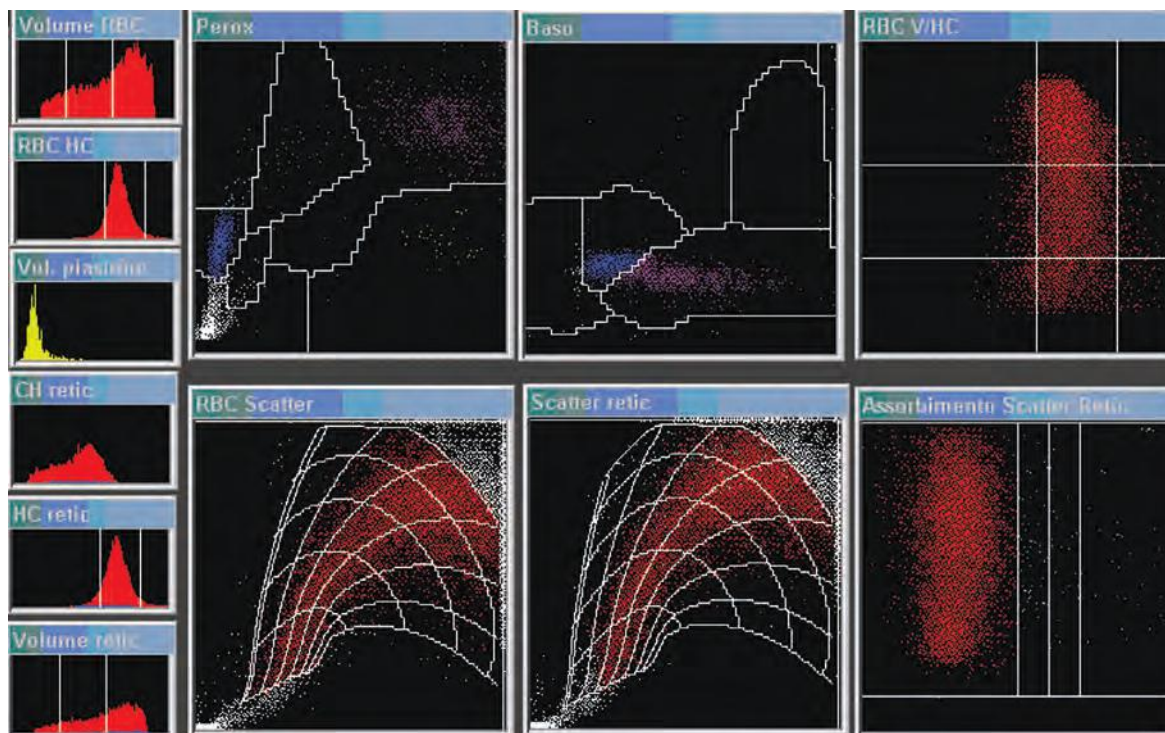 Volume RBC
Perox
Baso
RBC V/HC
RBC HC
Vol. piastrine
CH retic
RBC Scatter
Scatter retic
Assorbimento Scatter Retic.
HC retic
Volume retic